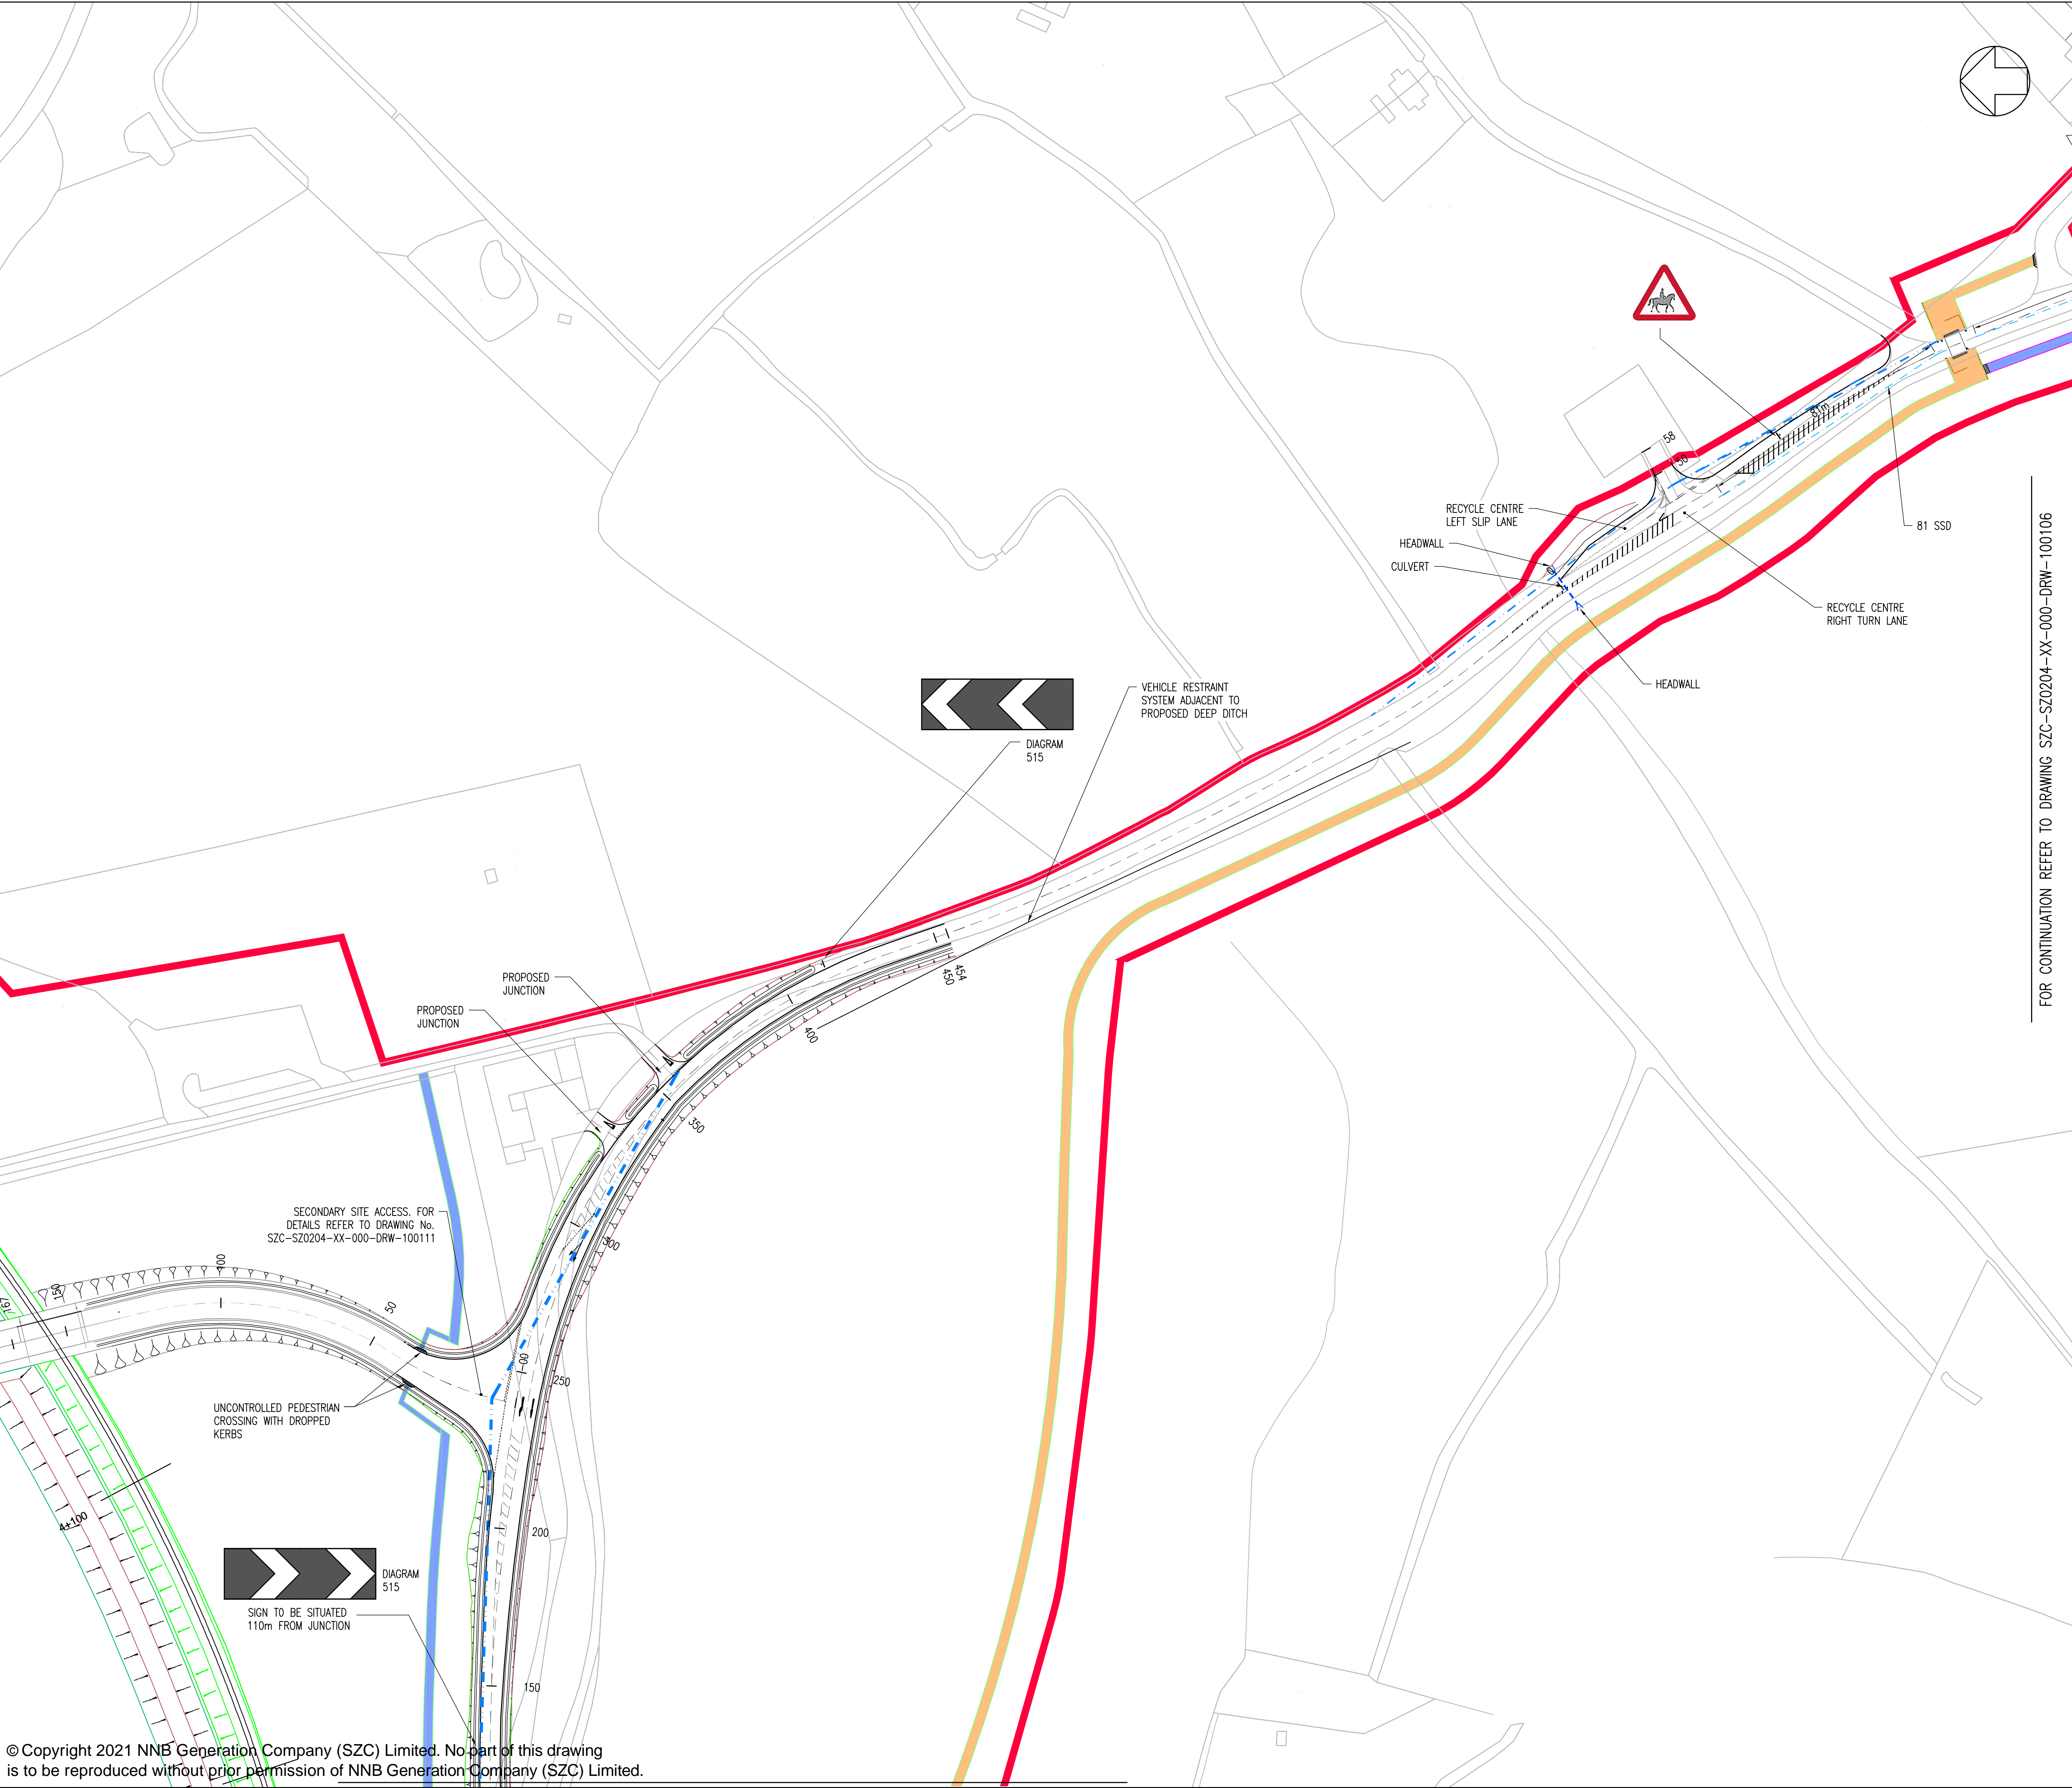 58
50
81m
RECYCLE CENTRE
LEFT SLIP LANE
HEADWALL
CULVERT
81 SSD
RECYCLE CENTRE
RIGHT TURN LANE
HEADWALL
FOR CONTINUATION REFER TO DRAWING SZC-SZ0204-XX-000-DRW-100106
VEHICLE RESTRAINT
SYSTEM ADJACENT TO
PROPOSED DEEP DITCH
DIAGRAM
515
PROPOSED
JUNCTION
PROPOSED
JUNCTION
454
450
400
350
300
250
200
150
SECONDARY SITE ACCESS. FOR
DETAILS REFER TO DRAWING No.
SZC-SZ0204-XX-000-DRW-100111
167
150
100
50
00
UNCONTROLLED PEDESTRIAN
CROSSING WITH DROPPED
KERBS
4+100
DIAGRAM
515
SIGN TO BE SITUATED
110m FROM JUNCTION
© Copyright 2021 NNB Generation Company (SZC) Limited. No part of this drawing
is to be reproduced without prior permission of NNB Generation Company (SZC) Limited.